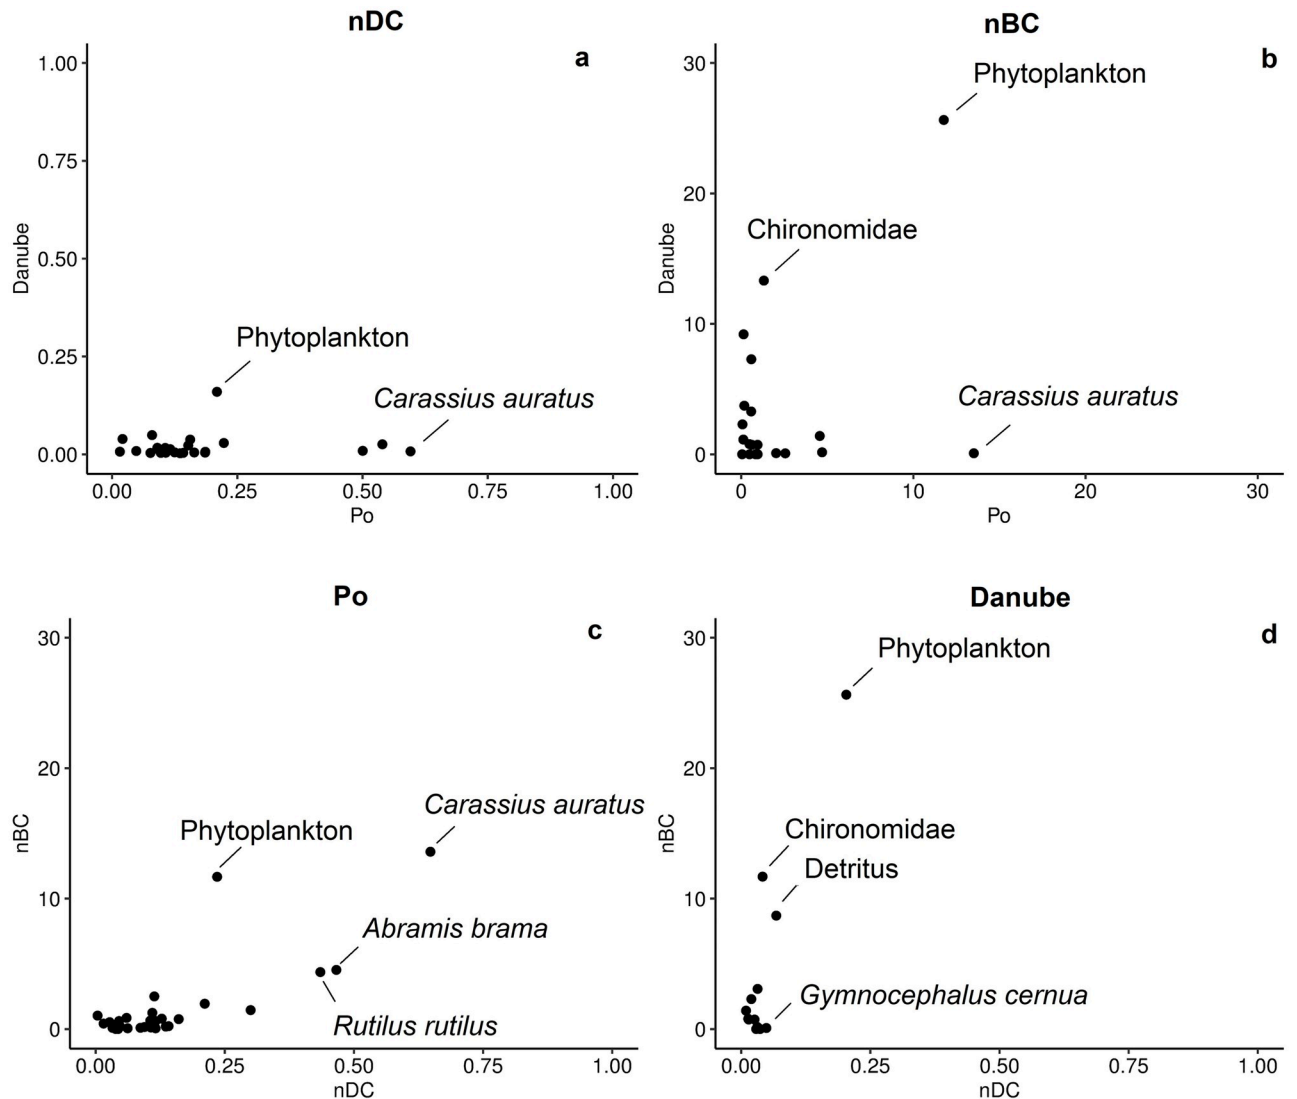 nDC
a
1.00
0.75
0.50
0.25
0.00
Danube
Phytoplankton
Carassius auratus
0.00 0.25 0.50 0.75 1.00
Po
nBC
b
30
20
10
0
Danube
Phytoplankton
Chironomidae
Carassius auratus
0 10 20 30
Po
Po
c
30
20
10
0
nBC
Carassius auratus
Phytoplankton
Abramis brama
Rutilus rutilus
0.00 0.25 0.50 0.75 1.00
nDC
Danube
d
30
20
10
0
nBC
Phytoplankton
Chironomidae
Detritus
Gymnocephalus cernua
0.00 0.25 0.50 0.75 1.00
nDC